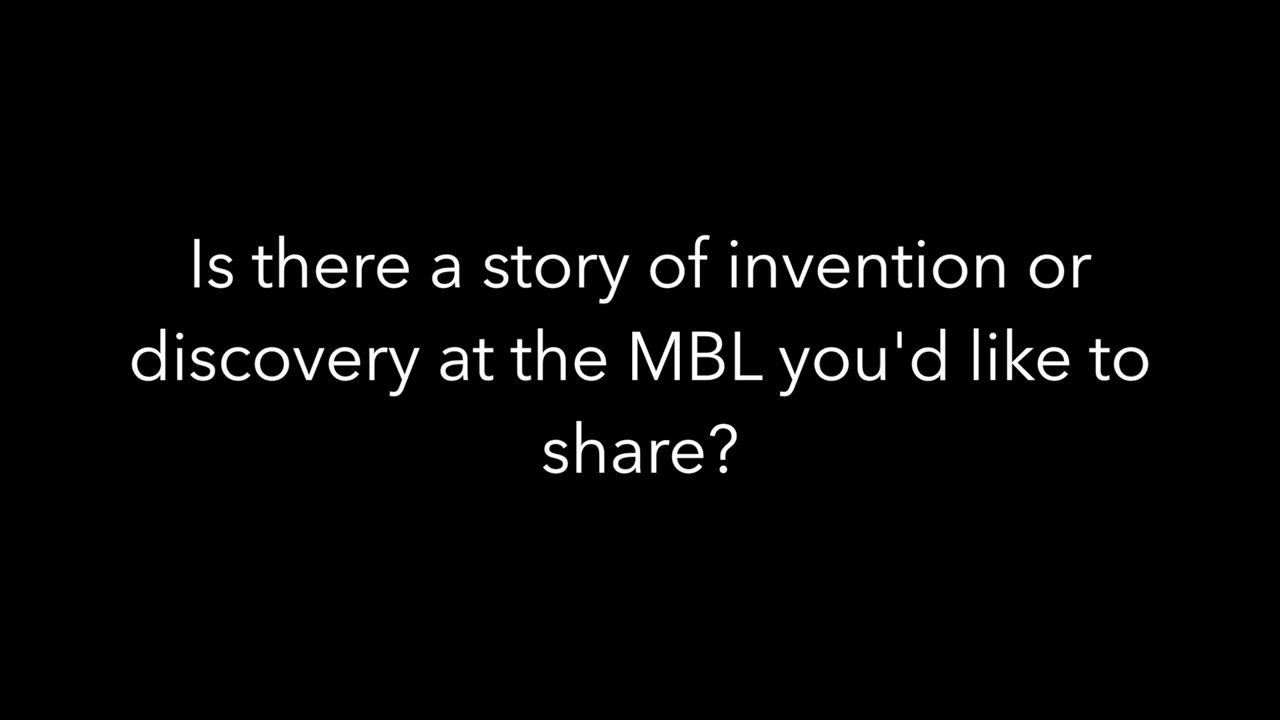 Is there a story of invention or
discovery at the MBL you'd like to
share?